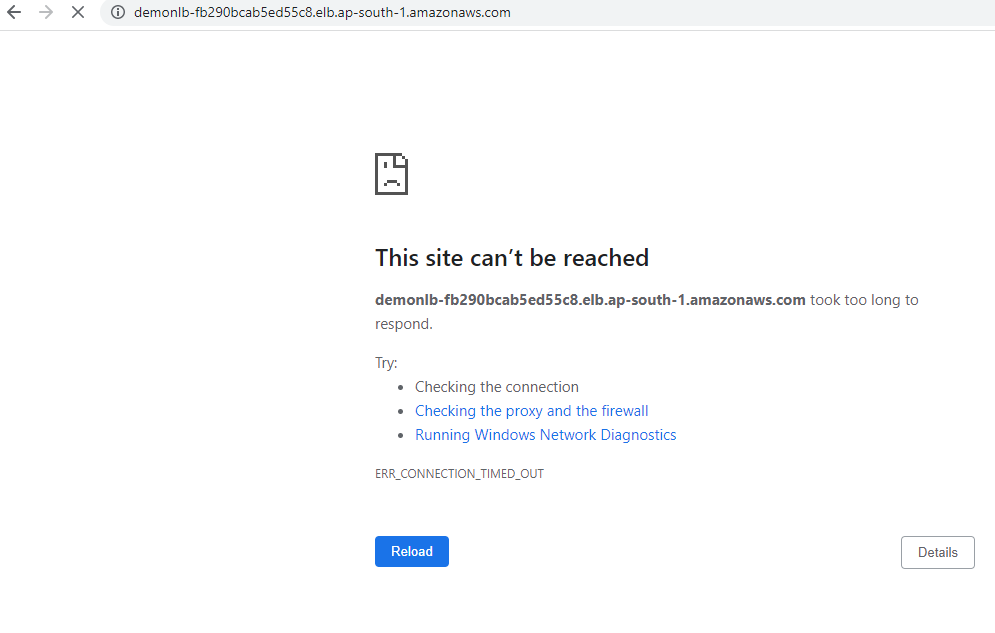 demonlb-fb290bcab5ed55c8.elb.ap-south-1.amazonaws.com
This site can’t be reached
demonlb-fb290bcab5ed55c8.elb.ap-south-1.amazonaws.com took too long to
respond.
Try:
• Checking the connection
• Checking the proxy and the firewall
• Running Windows Network Diagnostics
ERR_CONNECTION_TIMED_OUT
Reload
Details